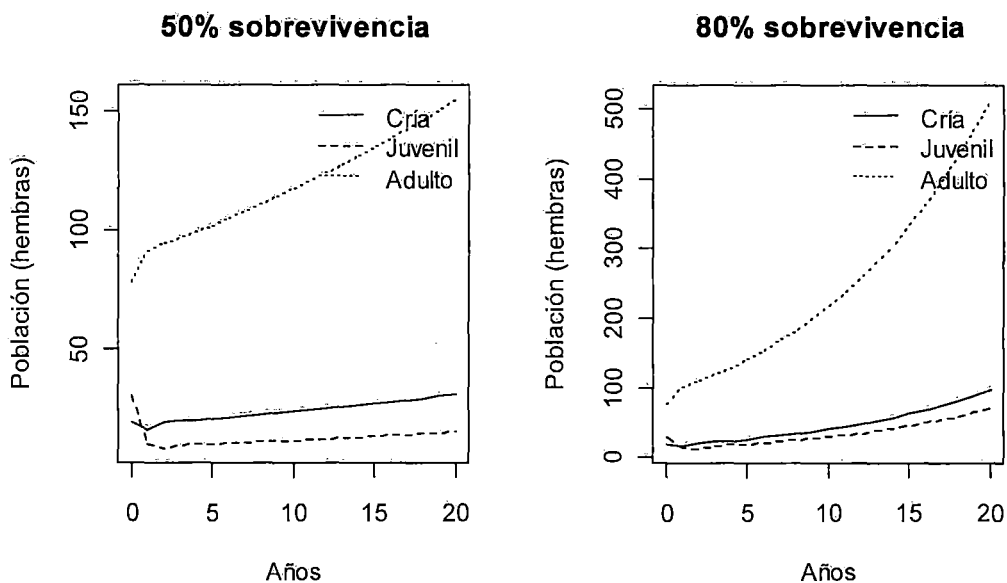 50% sobrevivencia
Población (hembras)
150
100
50
Cría
Juvenil
Adulto
0 5 10 15 20
Años
80% sobrevivencia
Población (hembras)
500
400
300
200
100
0
Cría
Juvenil
Adulto
0 5 10 15 20
Años